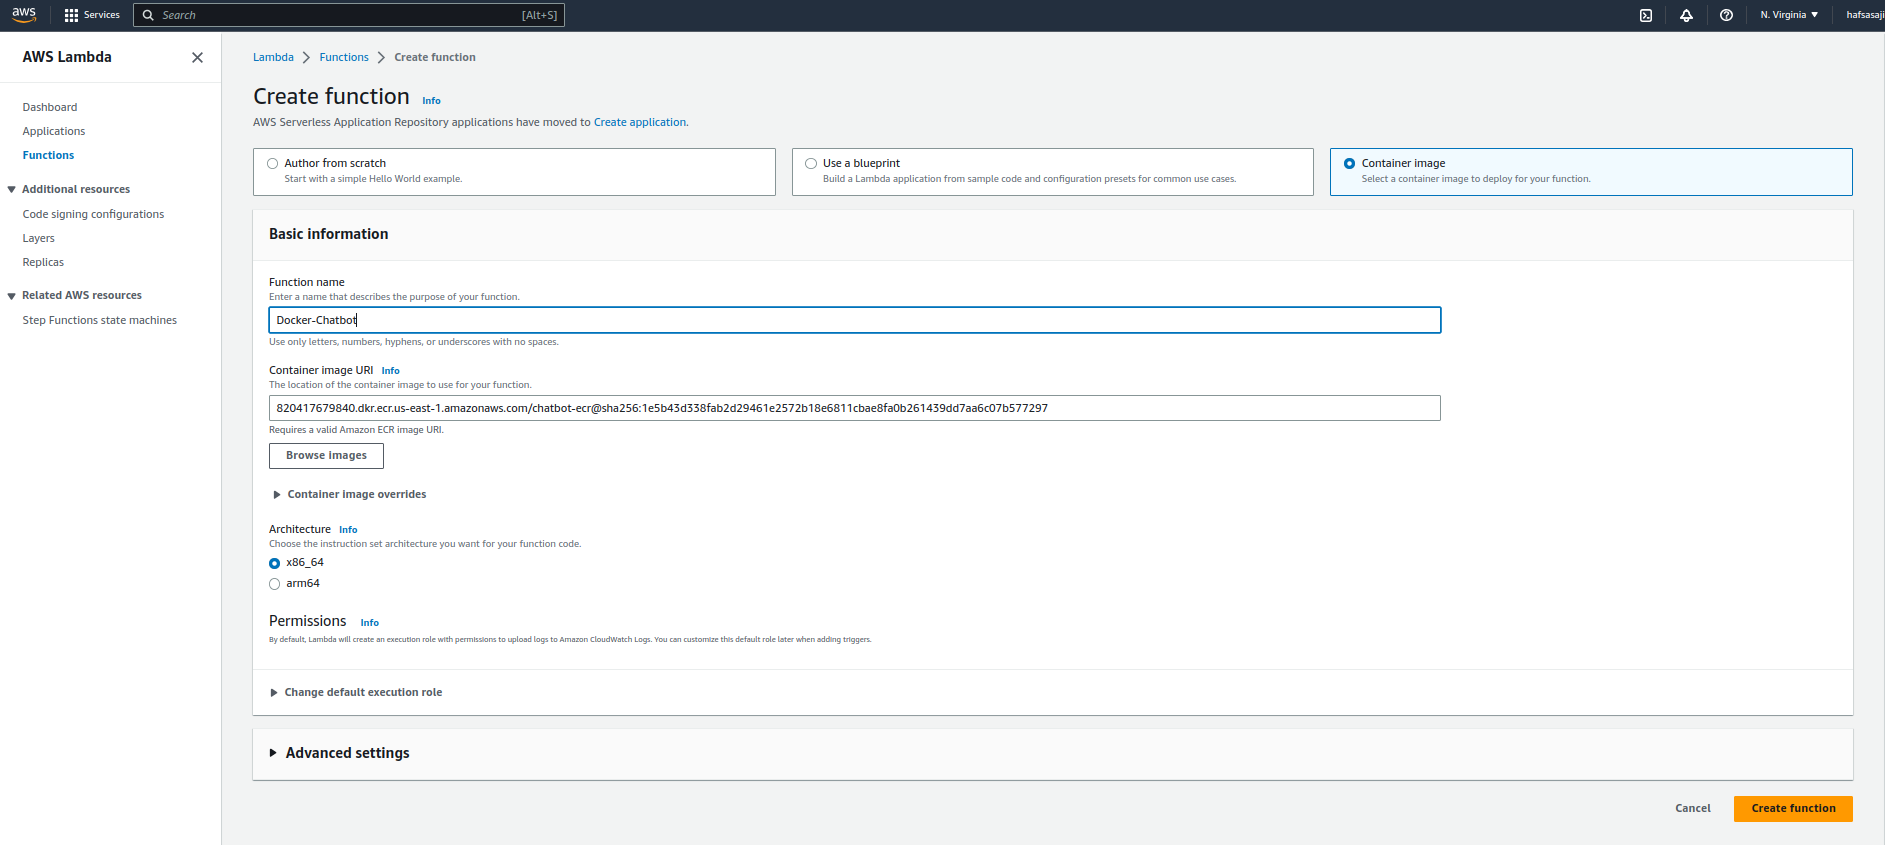 aws Services Search [Alt+S] N. Virginia hafsasaji
AWS Lambda
Dashboard
Applications
Functions
Additional resources
Code signing configurations
Layers
Replicas
Related AWS resources
Step Functions state machines
Lambda Functions Create function
Create function Info
AWS Serverless Application Repository applications have moved to Create application.
Author from scratch
Start with a simple Hello World example.
Use a blueprint
Build a Lambda application from sample code and configuration presets for common use cases.
Container image
Select a container image to deploy for your function.
Basic information
Function name
Enter a name that describes the purpose of your function.
Docker-Chatbot
Use only letters, numbers, hyphens, or underscores with no spaces.
Container image URI Info
The location of the container image to use for your function.
820417679840.dkr.ecr.us-east-1.amazonaws.com/chatbot-ecr@sha256:1e5b43d338fab2d29461e2572b18e6811cbae8fa0b261439dd7aa6c07b577297
Requires a valid Amazon ECR image URI.
Browse images
Container image overrides
Architecture Info
Choose the instruction set architecture you want for your function code.
x86_64
arm64
Permissions Info
By default, Lambda will create an execution role with permissions to upload logs to Amazon CloudWatch Logs. You can customize this default role later when adding triggers.
Change default execution role
Advanced settings
Cancel Create function